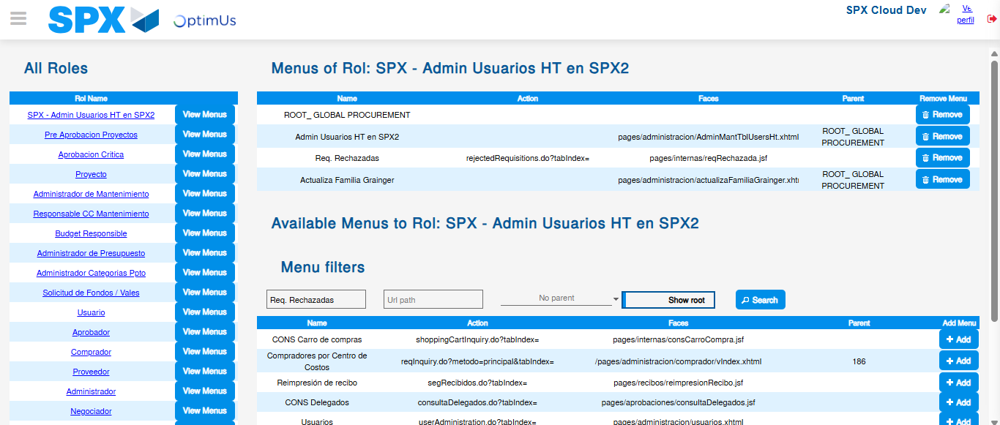 SPX OptimUs
SPX Cloud Dev
Ve
perfil
All Roles
Rol Name
SPX - Admin Usuarios HT en SPX2 View Menus
Pre Aprobacion Proyectos View Menus
Aprobacion Critica View Menus
Proyecto View Menus
Administrador de Mantenimiento View Menus
Responsable CC Mantenimiento View Menus
Budget Responsible View Menus
Administrador de Presupuesto View Menus
Administrador Categorias Ppto View Menus
Solicitud de Fondos / Vales View Menus
Usuario View Menus
Aprobador View Menus
Comprador View Menus
Proveedor View Menus
Administrador View Menus
Negociador View Menus
Menus of Rol: SPX - Admin Usuarios HT en SPX2
Name Action Faces Parent Remove Menu
ROOT_ GLOBAL PROCUREMENT Remove
Admin Usuarios HT en SPX2 pages/administracion/AdminMantTblUsersHt.xhtml ROOT_ GLOBAL
PROCUREMENT Remove
Req. Rechazadas rejectedRequisitions.do?tabIndex= pages/internas/reqRechazada.jsf Remove
Actualiza Familia Grainger pages/administracion/actualizaFamiliaGrainger.xht ROOT_ GLOBAL
PROCUREMENT Remove
Available Menus to Rol: SPX - Admin Usuarios HT en SPX2
Menu filters
Req. Rechazadas Url path No parent Show root Search
Name Action Faces Parent Add Menu
CONS Carro de compras shoppingCartInquiry.do?tabIndex= pages/internas/consCarroCompra.jsf Add
Compradores por Centro de
Costos reqInquiry.do?metodo=principal&tabIndex= /pages/administracion/comprador/vIndex.xhtml 186 Add
Reimpresión de recibo segRecibidos.do?tabIndex= pages/recibos/reimpresionRecibo.jsf Add
CONS Delegados consultaDelegados.do?tabIndex= pages/aprobaciones/consultaDelegados.jsf Add
Usuarios userAdministration.do?tabIndex= pages/administracion/usuarios.xhtml Add